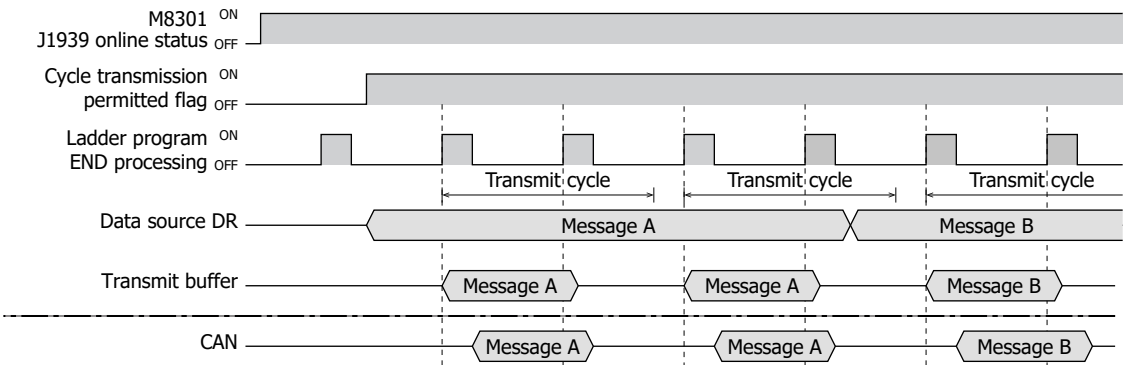 M8301 ON
J1939 online status OFF
Cycle transmission ON
permitted flag OFF
Ladder program ON
END processing OFF
Transmit cycle Transmit cycle Transmit cycle
Data source DR Message A Message B
Transmit buffer Message A Message A Message B
CAN Message A Message A Message B